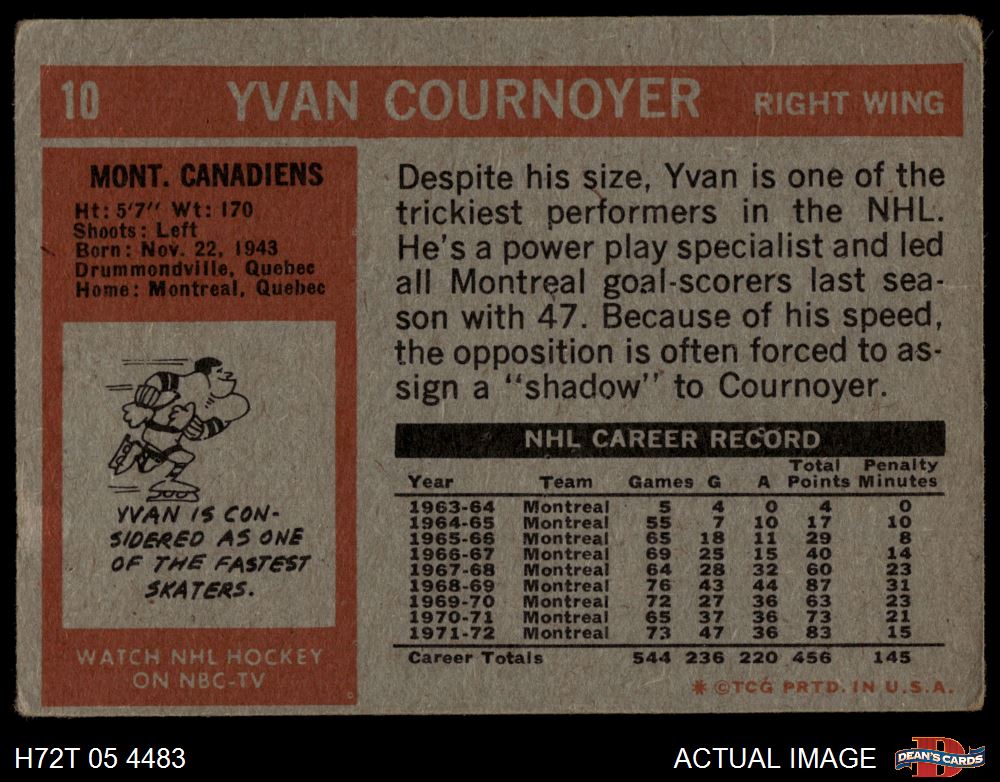 10 YVAN COURNOYER RIGHT WING
MONT. CANADIENS
Ht: 5'7" Wt: 170
Shoots: Left
Born: Nov. 22, 1943
Drummondville, Quebec
Home: Montreal, Quebec
YVAN IS CON-
SIDERED AS ONE
OF THE FASTEST
SKATERS.
WATCH NHL HOCKEY
ON NBC-TV
Despite his size, Yvan is one of the
trickiest performers in the NHL.
He's a power play specialist and led
all Montreal goal-scorers last sea-
son with 47. Because of his speed,
the opposition is often forced to as-
sign a "shadow" to Cournoyer.
NHL CAREER RECORD
Total Penalty
Year Team Games G A Points Minutes
1963-64 Montreal 5 4 0 4 0
1964-65 Montreal 55 7 10 17 10
1965-66 Montreal 65 18 11 29 8
1966-67 Montreal 69 25 15 40 14
1967-68 Montreal 64 28 32 60 23
1968-69 Montreal 76 43 44 87 31
1969-70 Montreal 72 27 36 63 23
1970-71 Montreal 65 37 36 73 21
1971-72 Montreal 73 47 36 83 15
Career Totals 544 236 220 456 145
* ©TCG PRTD. IN U.S.A.
H72T 05 4483 ACTUAL IMAGE DEAN'S CARDS